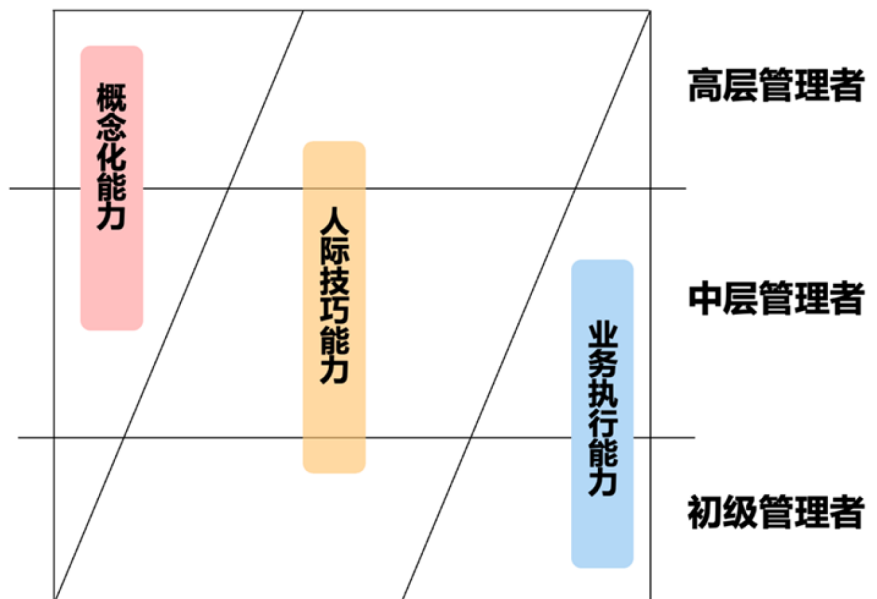 概念化能力
人际技巧能力
业务执行能力
高层管理者
中层管理者
初级管理者